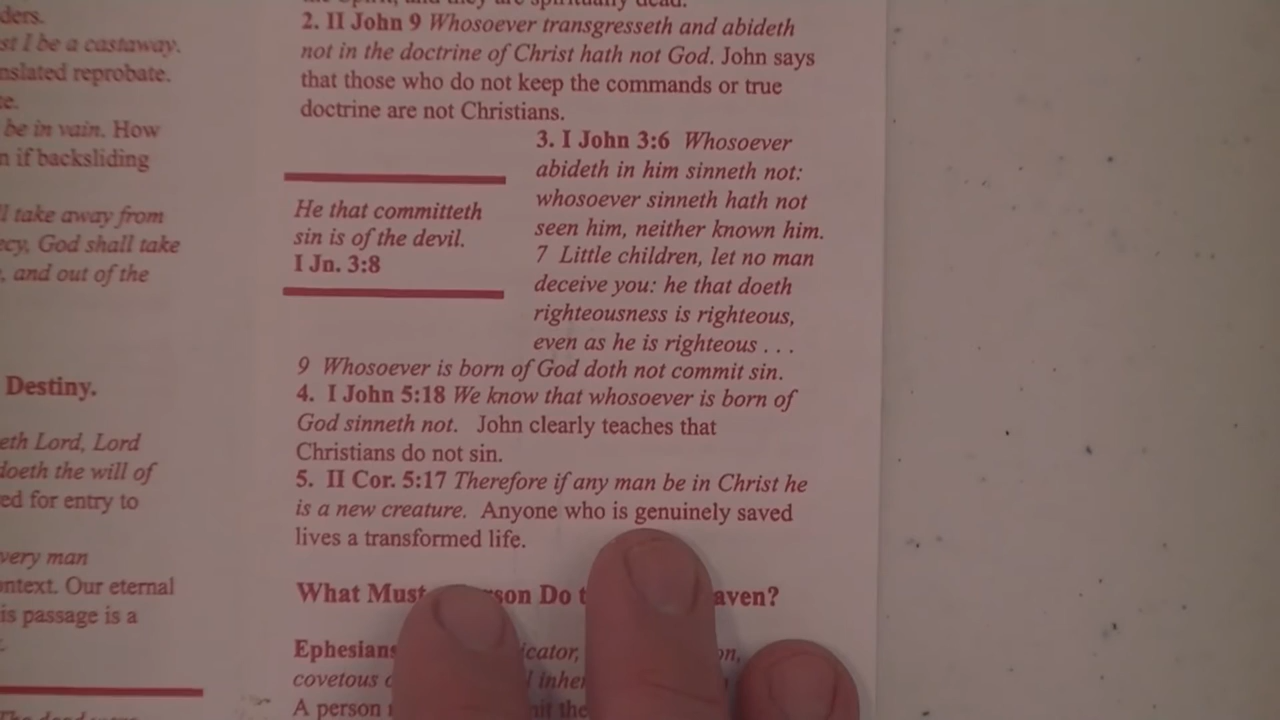 ders.
st I be a castaway.
nslated reprobate.
be in vain. How
n if backsliding
l take away from
ecy, God shall take
, and out of the
Destiny.
eth Lord, Lord
doeth the will of
ed for entry to
very man
ontext. Our eternal
is passage is a
2. II John 9 Whosoever transgresseth and abideth
not in the doctrine of Christ hath not God. John says
that those who do not keep the commands or true
doctrine are not Christians.
He that committeth
sin is of the devil.
I Jn. 3:8
3. I John 3:6 Whosoever
abideth in him sinneth not:
whosoever sinneth hath not
seen him, neither known him.
7 Little children, let no man
deceive you: he that doeth
righteousness is righteous,
even as he is righteous . . .
9 Whosoever is born of God doth not commit sin.
4. I John 5:18 We know that whosoever is born of
God sinneth not. John clearly teaches that
Christians do not sin.
5. II Cor. 5:17 Therefore if any man be in Christ he
is a new creature. Anyone who is genuinely saved
lives a transformed life.
What Must son Do t aven?
Ephesians icator, on,
covetous inher
A person it the